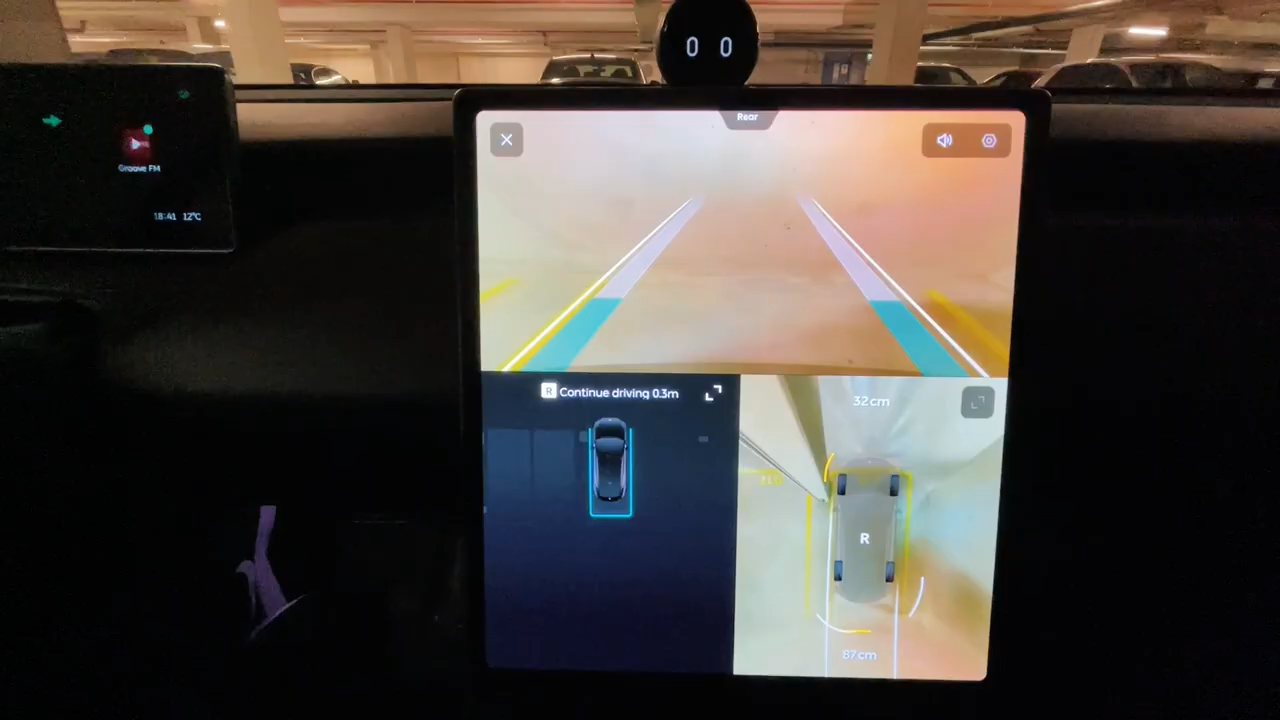 Rear
Groove FM
18:41 12°C
R Continue driving 0.3m
32cm
R
87cm